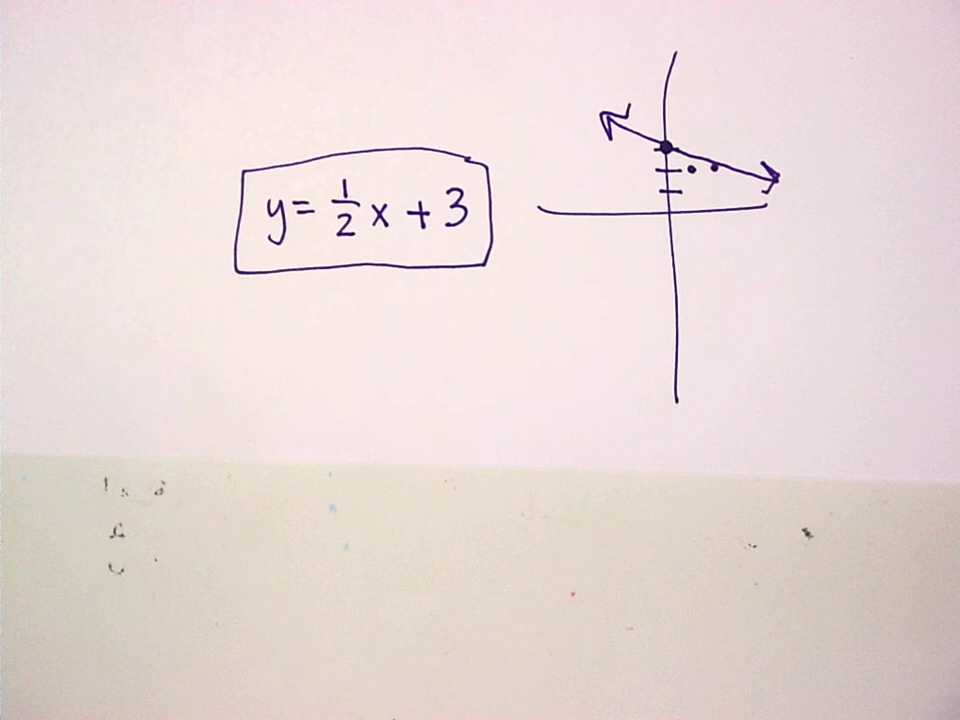 y = 1/2 x + 3